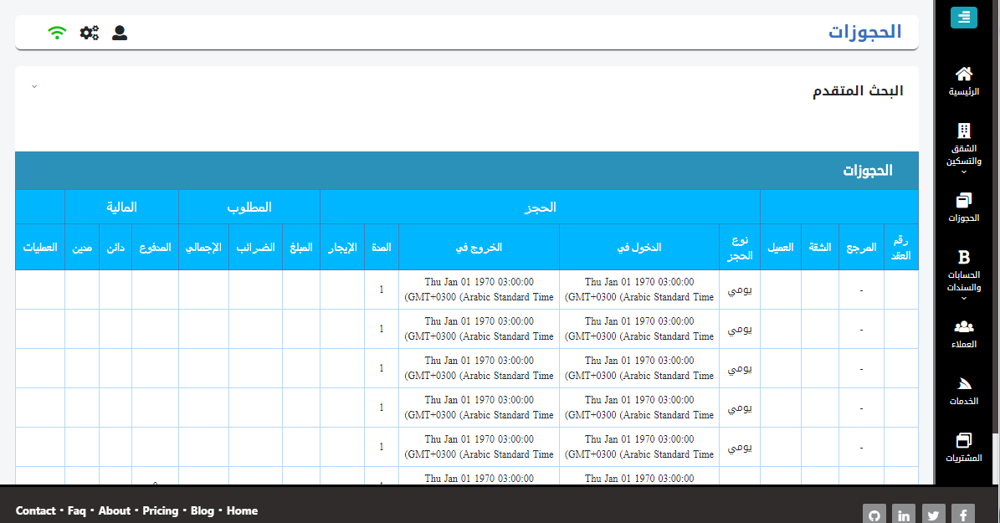 الحجوزات
الرئيسية
الشقق
والتسكين
الحجوزات
الحسابات
والسندات
العملاء
الخدمات
المشتريات
البحث المتقدم
الحجوزات
الحجز
المطلوب
المالية
رقم
العقد
المرجع
الشقة
العميل
نوع
الحجز
الدخول في
الخروج في
المدة
الإيجار
المبلغ
الضرائب
الإجمالي
المدفوع
دائن
مدين
العمليات
-
يومي
Thu Jan 01 1970 03:00:00
(GMT+0300 (Arabic Standard Time
Thu Jan 01 1970 03:00:00
(GMT+0300 (Arabic Standard Time
1
-
يومي
Thu Jan 01 1970 03:00:00
(GMT+0300 (Arabic Standard Time
Thu Jan 01 1970 03:00:00
(GMT+0300 (Arabic Standard Time
1
-
يومي
Thu Jan 01 1970 03:00:00
(GMT+0300 (Arabic Standard Time
Thu Jan 01 1970 03:00:00
(GMT+0300 (Arabic Standard Time
1
-
يومي
Thu Jan 01 1970 03:00:00
(GMT+0300 (Arabic Standard Time
Thu Jan 01 1970 03:00:00
(GMT+0300 (Arabic Standard Time
1
-
يومي
Thu Jan 01 1970 03:00:00
(GMT+0300 (Arabic Standard Time
Thu Jan 01 1970 03:00:00
(GMT+0300 (Arabic Standard Time
1
Thu Jan 01 1970 03:00:00
Thu Jan 01 1970 03:00:00
Contact · Faq · About · Pricing · Blog · Home